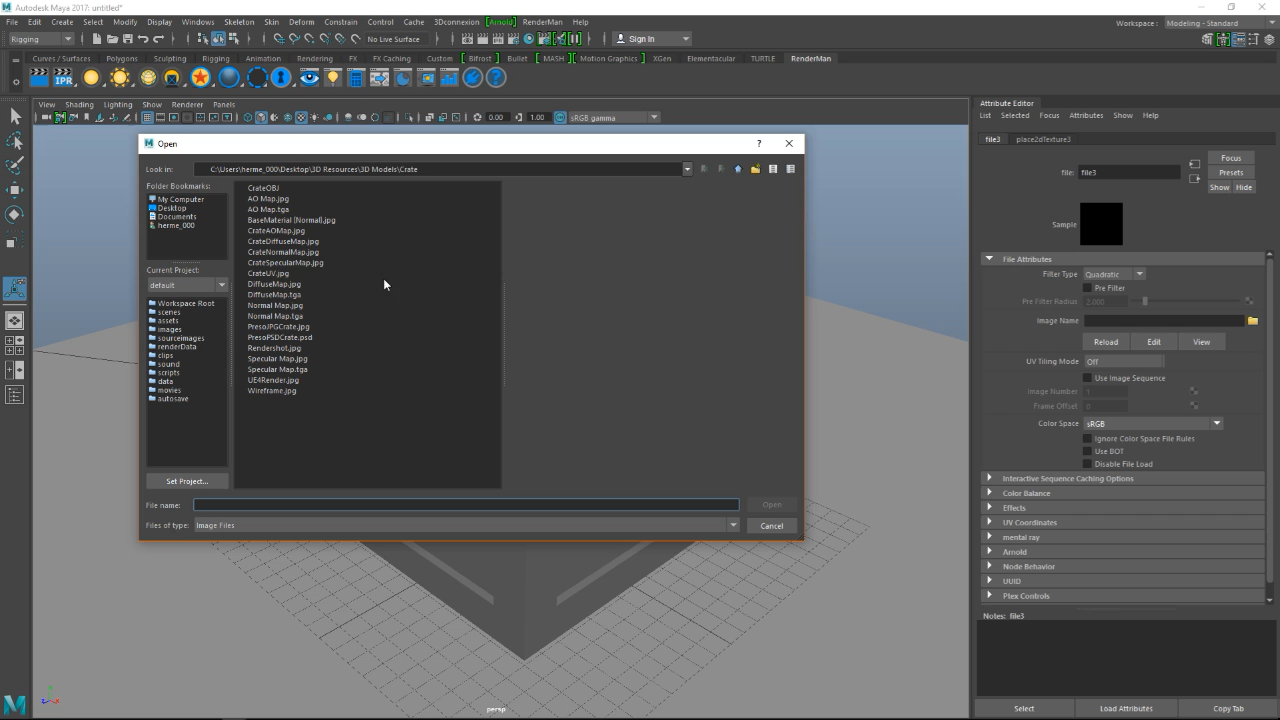 Autodesk Maya 2017: untitled*
File Edit Create Select Modify Display Windows Skeleton Skin Deform Constrain Control Cache 3Dconnexion Arnold RenderMan Help
Workspace : Modeling - Standard
Rigging No Live Surface Sign In
Curves / Surfaces Polygons Sculpting Rigging Animation Rendering FX FX Caching Custom Bifrost Bullet MASH Motion Graphics XGen Elementacular TURTLE RenderMan
IPR
View Shading Lighting Show Renderer Panels
0.00 1.00 sRGB gamma
Open
Look in: C:\Users\herme_000\Desktop\3D Resources\3D Models\Crate
Folder Bookmarks:
My Computer
Desktop
Documents
herme_000
Current Project:
default
Workspace Root
scenes
assets
images
sourceimages
renderData
clips
sound
scripts
data
movies
autosave
Set Project...
CrateOBJ
AO Map.jpg
AO Map.tga
BaseMaterial [Normal].jpg
CrateAOMap.jpg
CrateDiffuseMap.jpg
CrateNormalMap.jpg
CrateSpecularMap.jpg
CrateUV.jpg
DiffuseMap.jpg
DiffuseMap.tga
Normal Map.jpg
Normal Map.tga
PresoJPGCrate.jpg
PresoPSDCrate.psd
Rendershot.jpg
Specular Map.jpg
Specular Map.tga
UE4Render.jpg
Wireframe.jpg
File name: Open
Files of type: Image Files Cancel
persp
Attribute Editor
List Selected Focus Attributes Show Help
file3 place2dTexture3
Focus
file: file3 Presets
Show Hide
Sample
File Attributes
Filter Type Quadratic
Pre Filter
Pre Filter Radius 2.000
Image Name
Reload Edit View
UV Tiling Mode Off
Use Image Sequence
Image Number 1
Frame Offset 0
Color Space sRGB
Ignore Color Space File Rules
Use BOT
Disable File Load
Interactive Sequence Caching Options
Color Balance
Effects
UV Coordinates
mental ray
Arnold
Node Behavior
UUID
Plex Controls
Notes: file3
Select Load Attributes Copy Tab